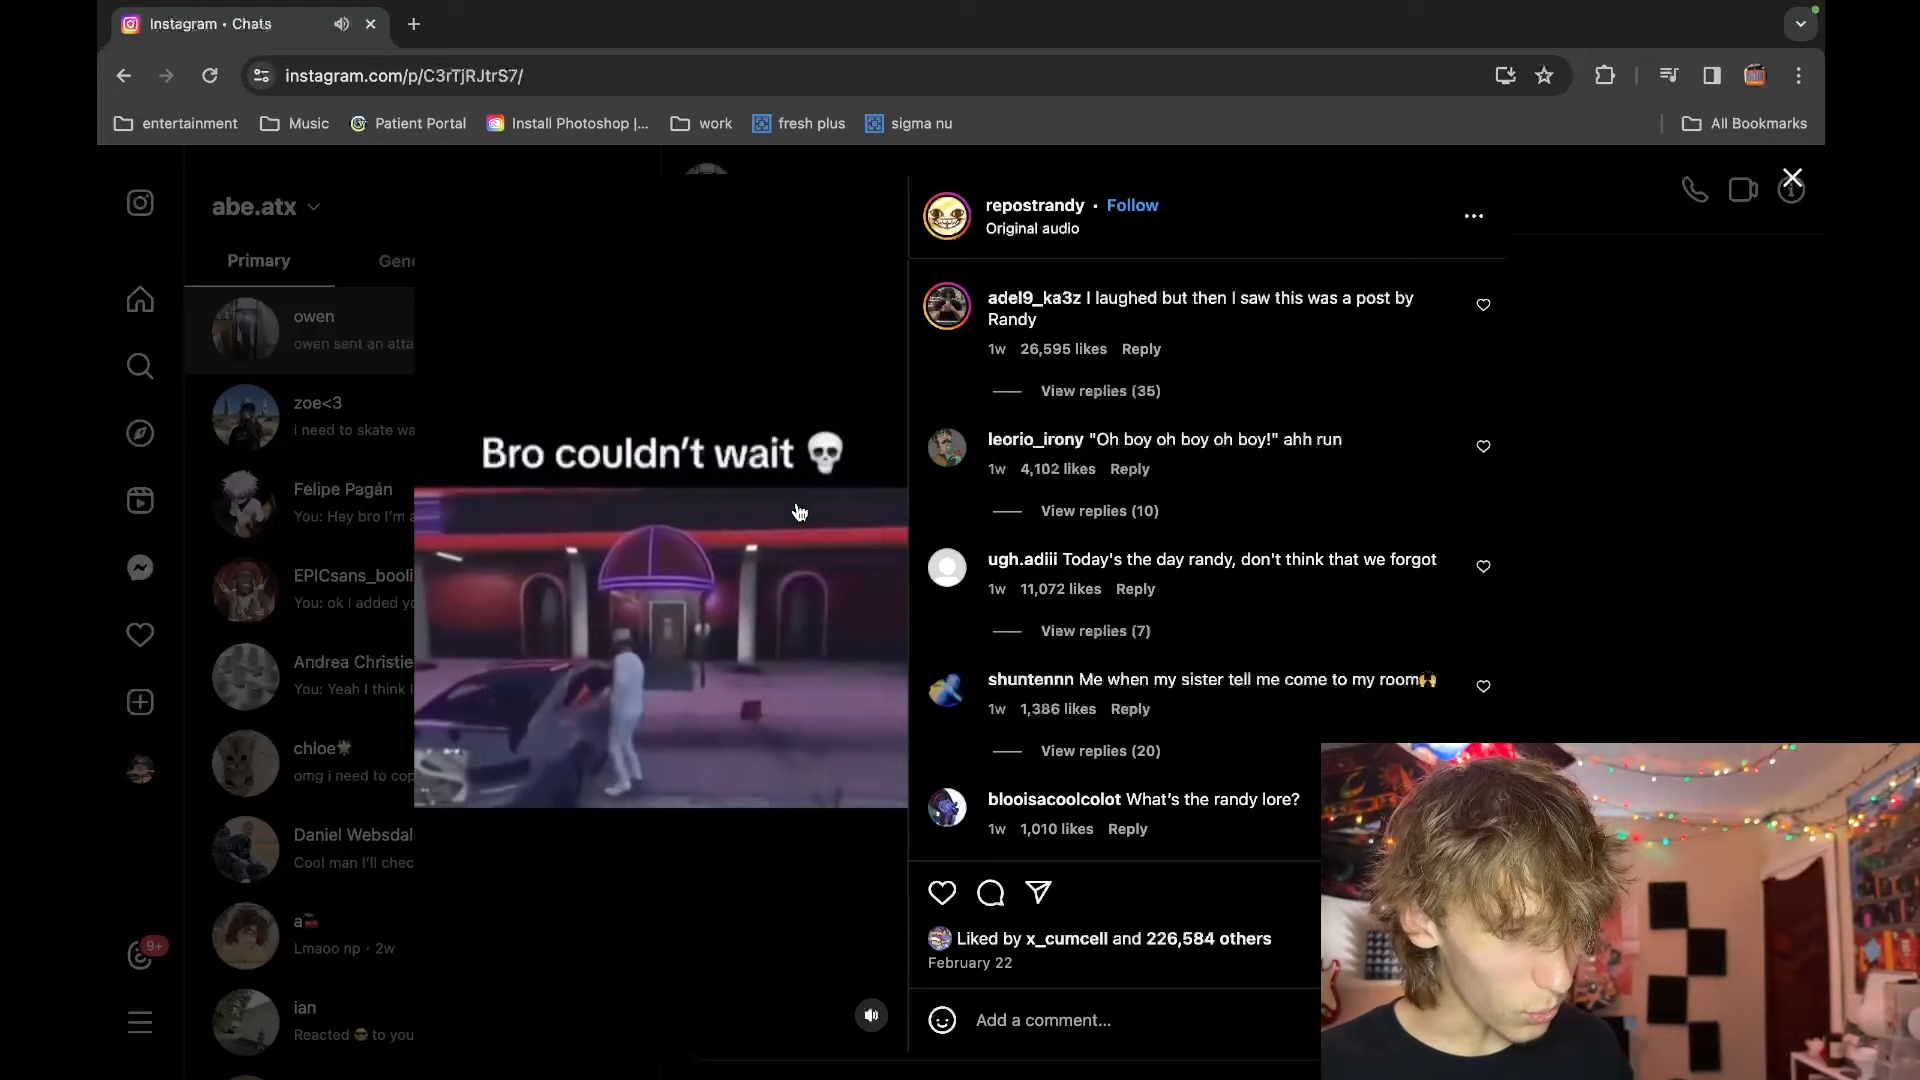 Instagram • Chats
instagram.com/p/C3rTjRJtrS7/
entertainment
Music
Patient Portal
Install Photoshop |...
work
fresh plus
sigma nu
All Bookmarks
abe.atx
Primary
Gene
owen
owen sent an atta
zoe<3
i need to skate wa
Felipe Pagán
You: Hey bro I'm a
EPICsans_booli
You: ok I added yo
Andrea Christie
You: Yeah I think I
chloe
omg i need to cop
Daniel Websdal
Cool man I'll chec
a🍒
Lmaoo np · 2w
ian
Reacted 😎 to you
9+
Bro couldn't wait 💀
repostrandy • Follow
Original audio
adel9_ka3z I laughed but then I saw this was a post by
Randy
1w 26,595 likes Reply
View replies (35)
leorio_irony "Oh boy oh boy oh boy!" ahh run
1w 4,102 likes Reply
View replies (10)
ugh.adiii Today's the day randy, don't think that we forgot
1w 11,072 likes Reply
View replies (7)
shuntennn Me when my sister tell me come to my room🙌
1w 1,386 likes Reply
View replies (20)
blooisacoolcolot What's the randy lore?
1w 1,010 likes Reply
Liked by x_cumcell and 226,584 others
February 22
Add a comment...